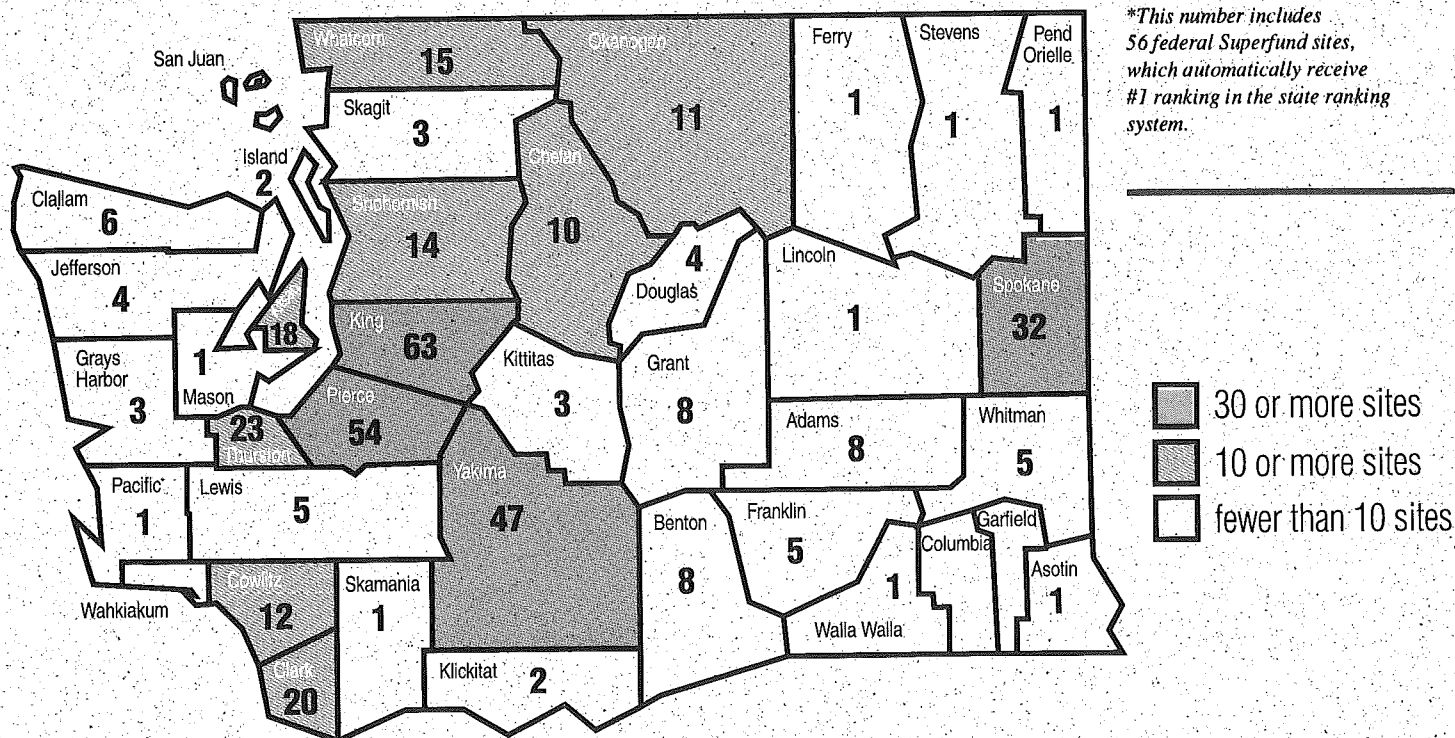 *This number includes
56 federal Superfund sites,
which automatically receive
#1 ranking in the state ranking
system.
San Juan
Whatcom
15
Okanogan
11
Ferry
1
Stevens
1
Pend
Orielle
1
Skagit
3
Island
2
Chelan
10
Clallam
6
Snohomish
14
Jefferson
4
Douglas
4
Lincoln
1
Spokane
32
18
King
63
Kittitas
3
Grant
8
Grays
Harbor
3
Mason
1
Pierce
54
Thurston
23
Adams
8
Whitman
5
Pacific
1
Lewis
5
Yakima
47
Benton
8
Franklin
5
Columbia
Garfield
Asotin
1
Walla Walla
1
Wahkiakum
Cowlitz
12
Skamania
1
Clark
20
Klickitat
2
30 or more sites
10 or more sites
fewer than 10 sites